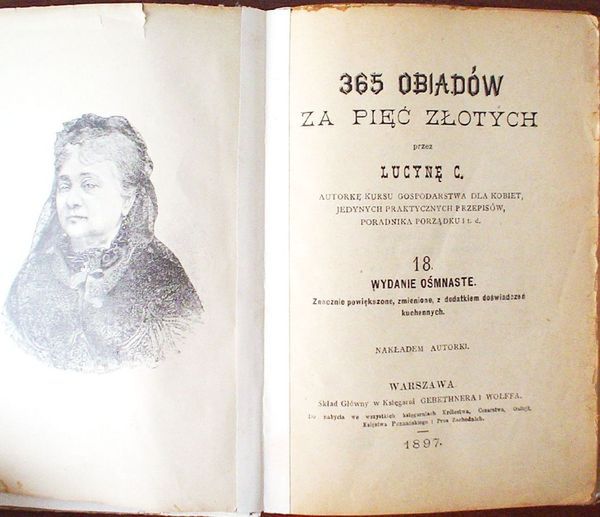 365 OBIADÓW
ZA PIĘĆ ZŁOTYCH
przez
LUCYNĘ C.
AUTORKĘ KURSU GOSPODARSTWA DLA KOBIET,
JEDYNYCH PRAKTYCZNYCH PRZEPISÓW,
PORADNIKA PORZĄDKU i t. d.
18.
WYDANIE OŚMNASTE.
Znacznie powiększone, zmienione, z dodatkiem doświadczeń
kuchennych.
NAKŁADEM AUTORKI.
WARSZAWA
Skład Główny w Księgarni GEBETHNERA I WOLFFA.
Do nabycia we wszystkich księgarniach Królestwa, Cesarstwa, Galicji,
Księstwa Poznańskiego i Prus Zachodnich.
1897.